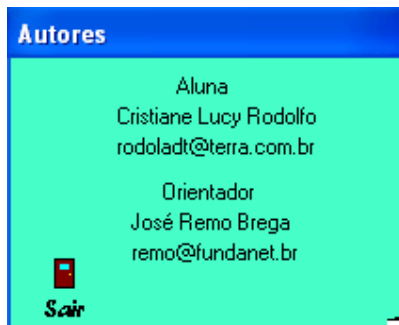 Autores
Aluna
Cristiane Lucy Rodolfo
rodoladt@terra.com.br
Orientador
José Remo Brega
remo@fundanet.br
Sair